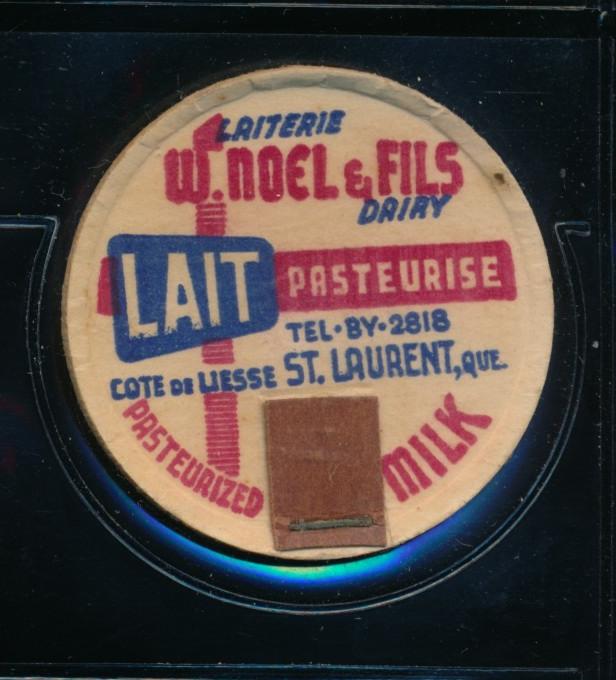 LAITERIE
W. NOEL & FILS
DAIRY
LAIT PASTEURISE
TEL·BY·2818
COTE DE LIESSE ST. LAURENT, QUE.
PASTEURIZED MILK